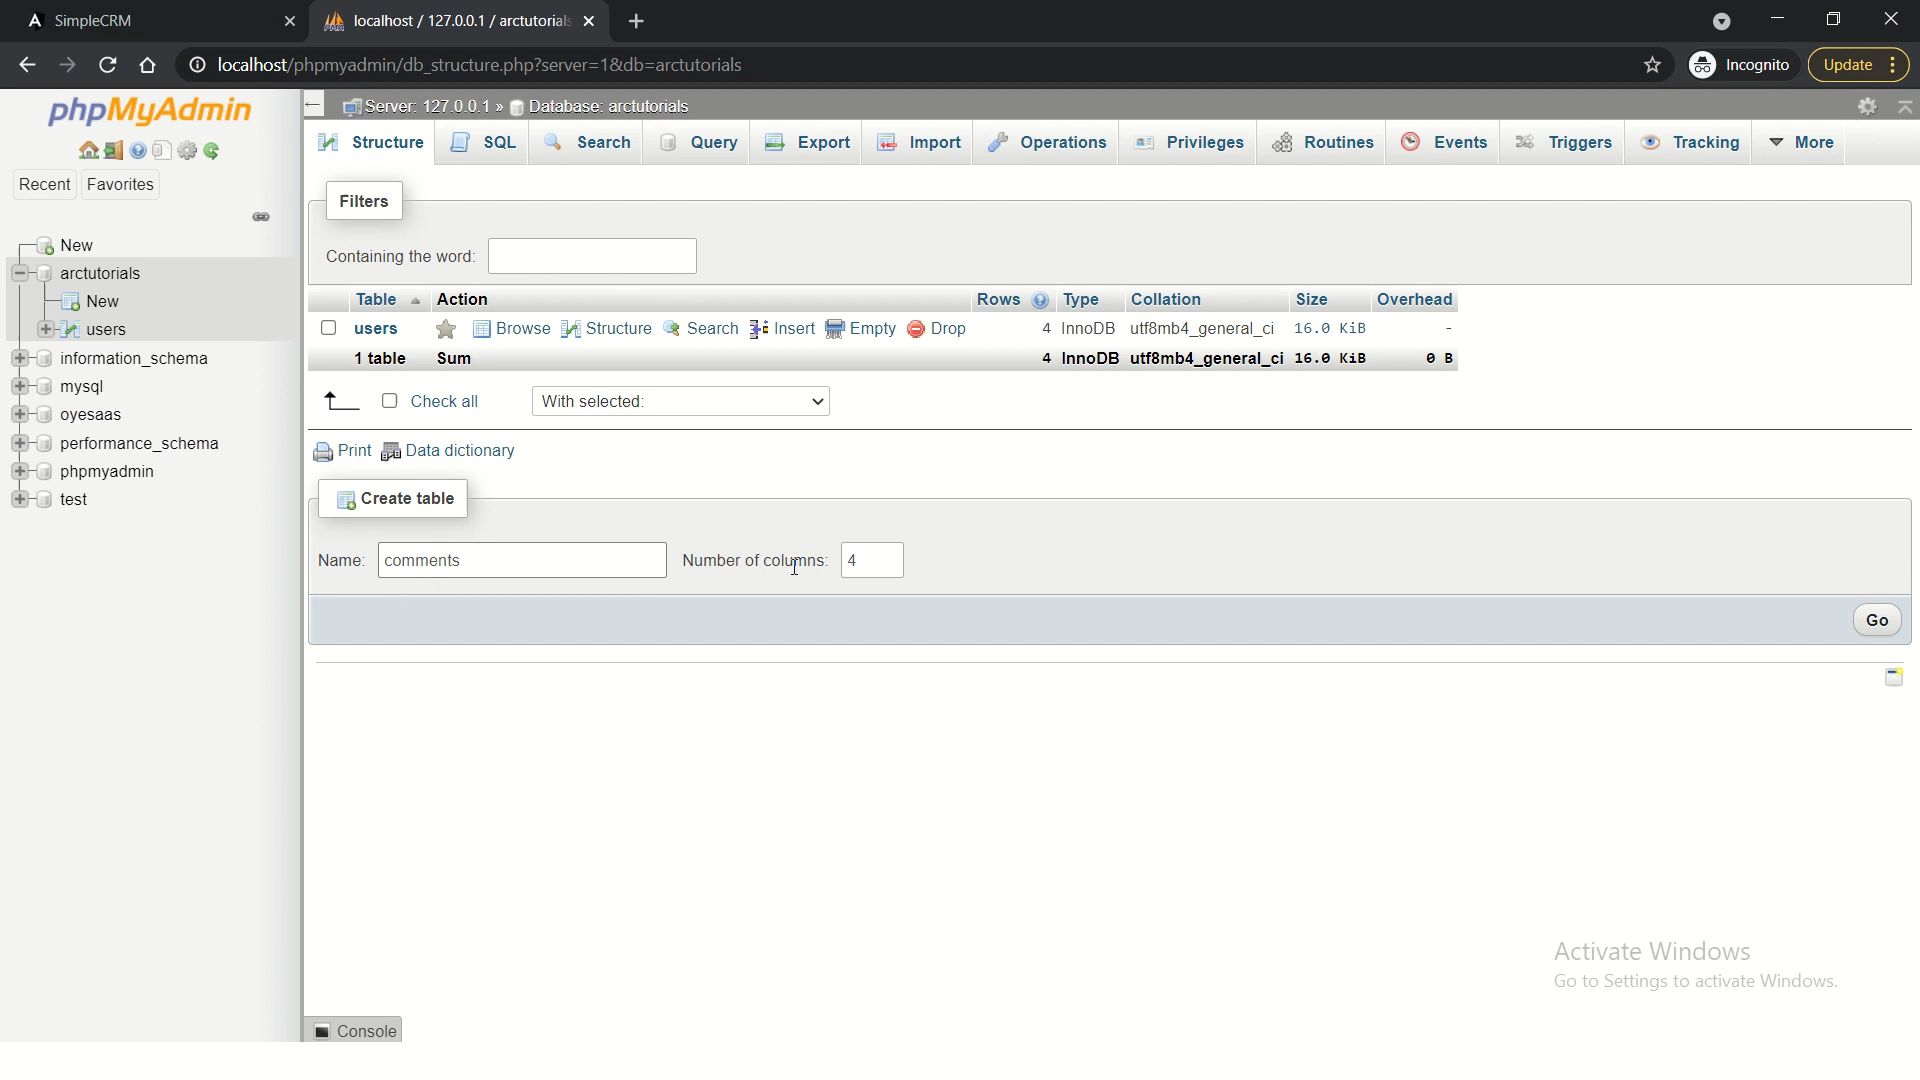 SimpleCRM
localhost / 127.0.0.1 / arctutorials
localhost/phpmyadmin/db_structure.php?server=1&db=arctutorials
Incognito
Update
phpMyAdmin
Recent
Favorites
New
arctutorials
New
users
information_schema
mysql
oyesaas
performance_schema
phpmyadmin
test
Server: 127.0.0.1 » Database: arctutorials
Structure SQL Search Query Export Import Operations Privileges Routines Events Triggers Tracking More
Filters
Containing the word:
Table Action Rows Type Collation Size Overhead
users Browse Structure Search Insert Empty Drop 4 InnoDB utf8mb4_general_ci 16.0 KiB -
1 table Sum 4 InnoDB utf8mb4_general_ci 16.0 KiB 0 B
Check all With selected:
Print Data dictionary
Create table
Name: comments Number of columns: 4
Go
Activate Windows
Go to Settings to activate Windows.
Console